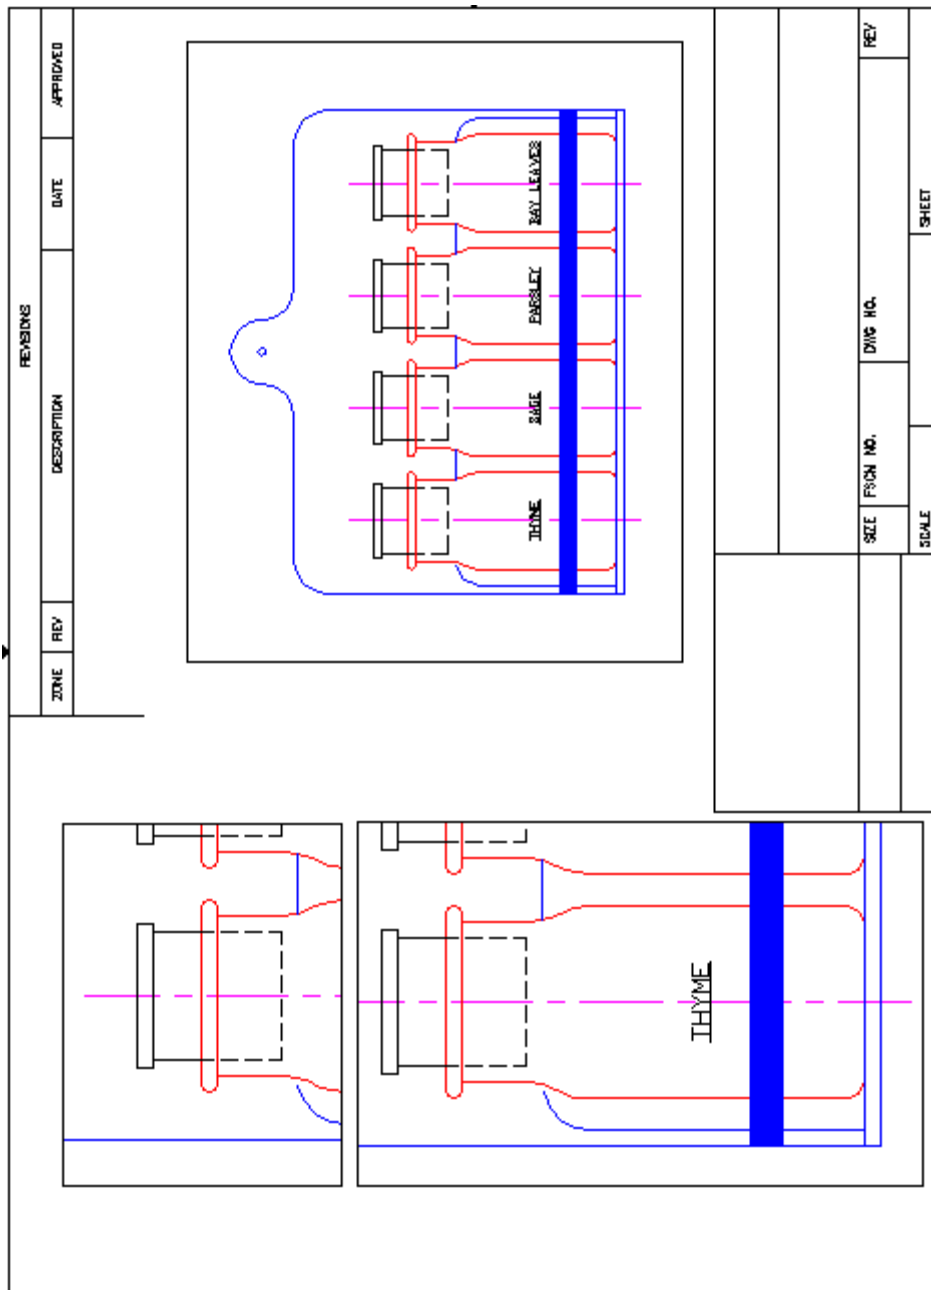 REVISIONS
ZONE REV DESCRIPTION DATE APPROVED
THYME SAGE PARSLEY BAY LEAVES
THYME
SIZE FSCM NO. DWG NO. REV
SCALE SHEET